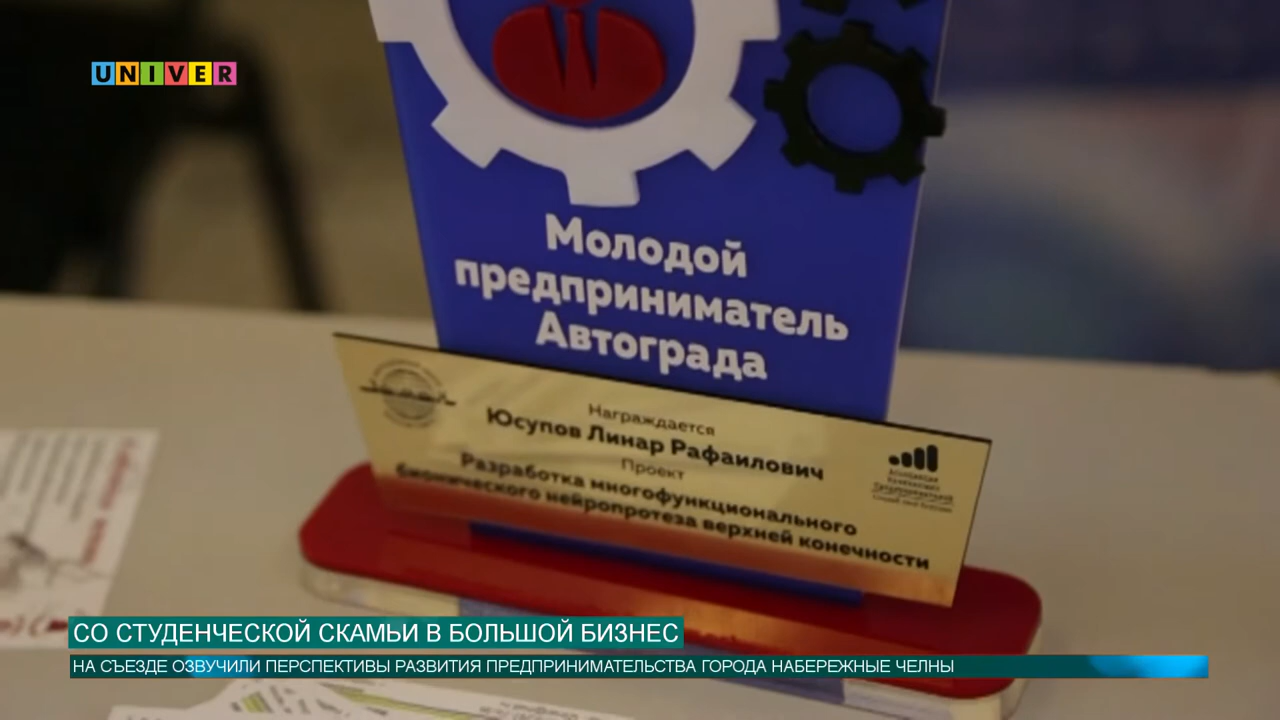 UNIVER
Молодой
предприниматель
Автограда
Награждается
Юсупов Линар Рафаилович
Проект
Разработка многофункционального
бионического нейропротеза верхней конечности
СО СТУДЕНЧЕСКОЙ СКАМЬИ В БОЛЬШОЙ БИЗНЕС
НА СЪЕЗДЕ ОЗВУЧИЛИ ПЕРСПЕКТИВЫ РАЗВИТИЯ ПРЕДПРИНИМАТЕЛЬСТВА ГОРОДА НАБЕРЕЖНЫЕ ЧЕЛНЫ